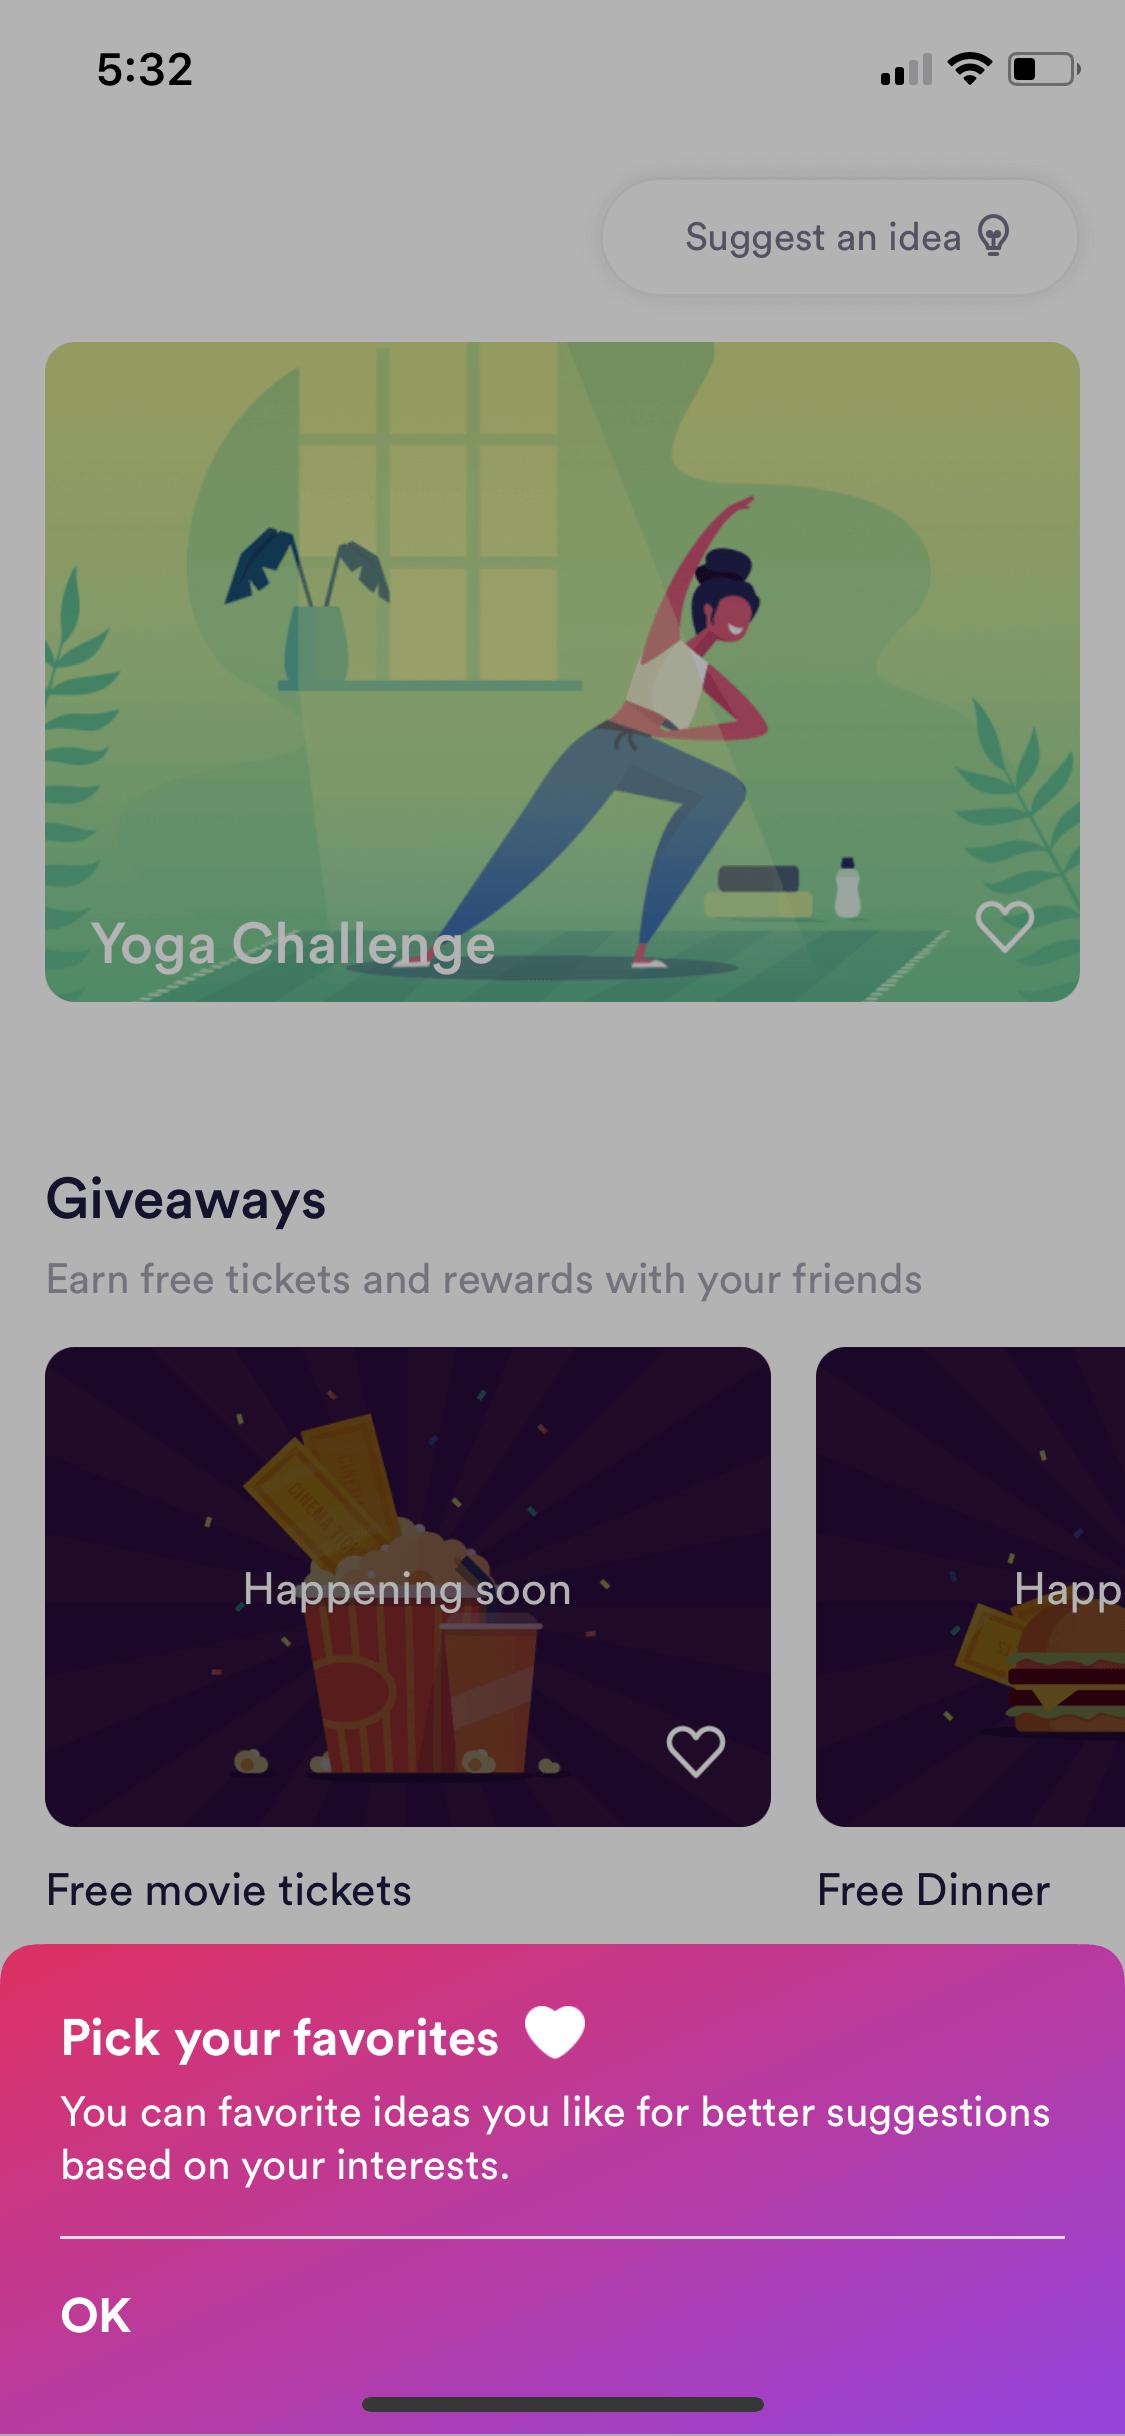 5:32
Suggest an idea
Yoga Challenge
Giveaways
Earn free tickets and rewards with your friends
CINEMA TICK
Happening soon
Happ
Free movie tickets
Free Dinner
Pick your favorites
You can favorite ideas you like for better suggestions
based on your interests.
OK